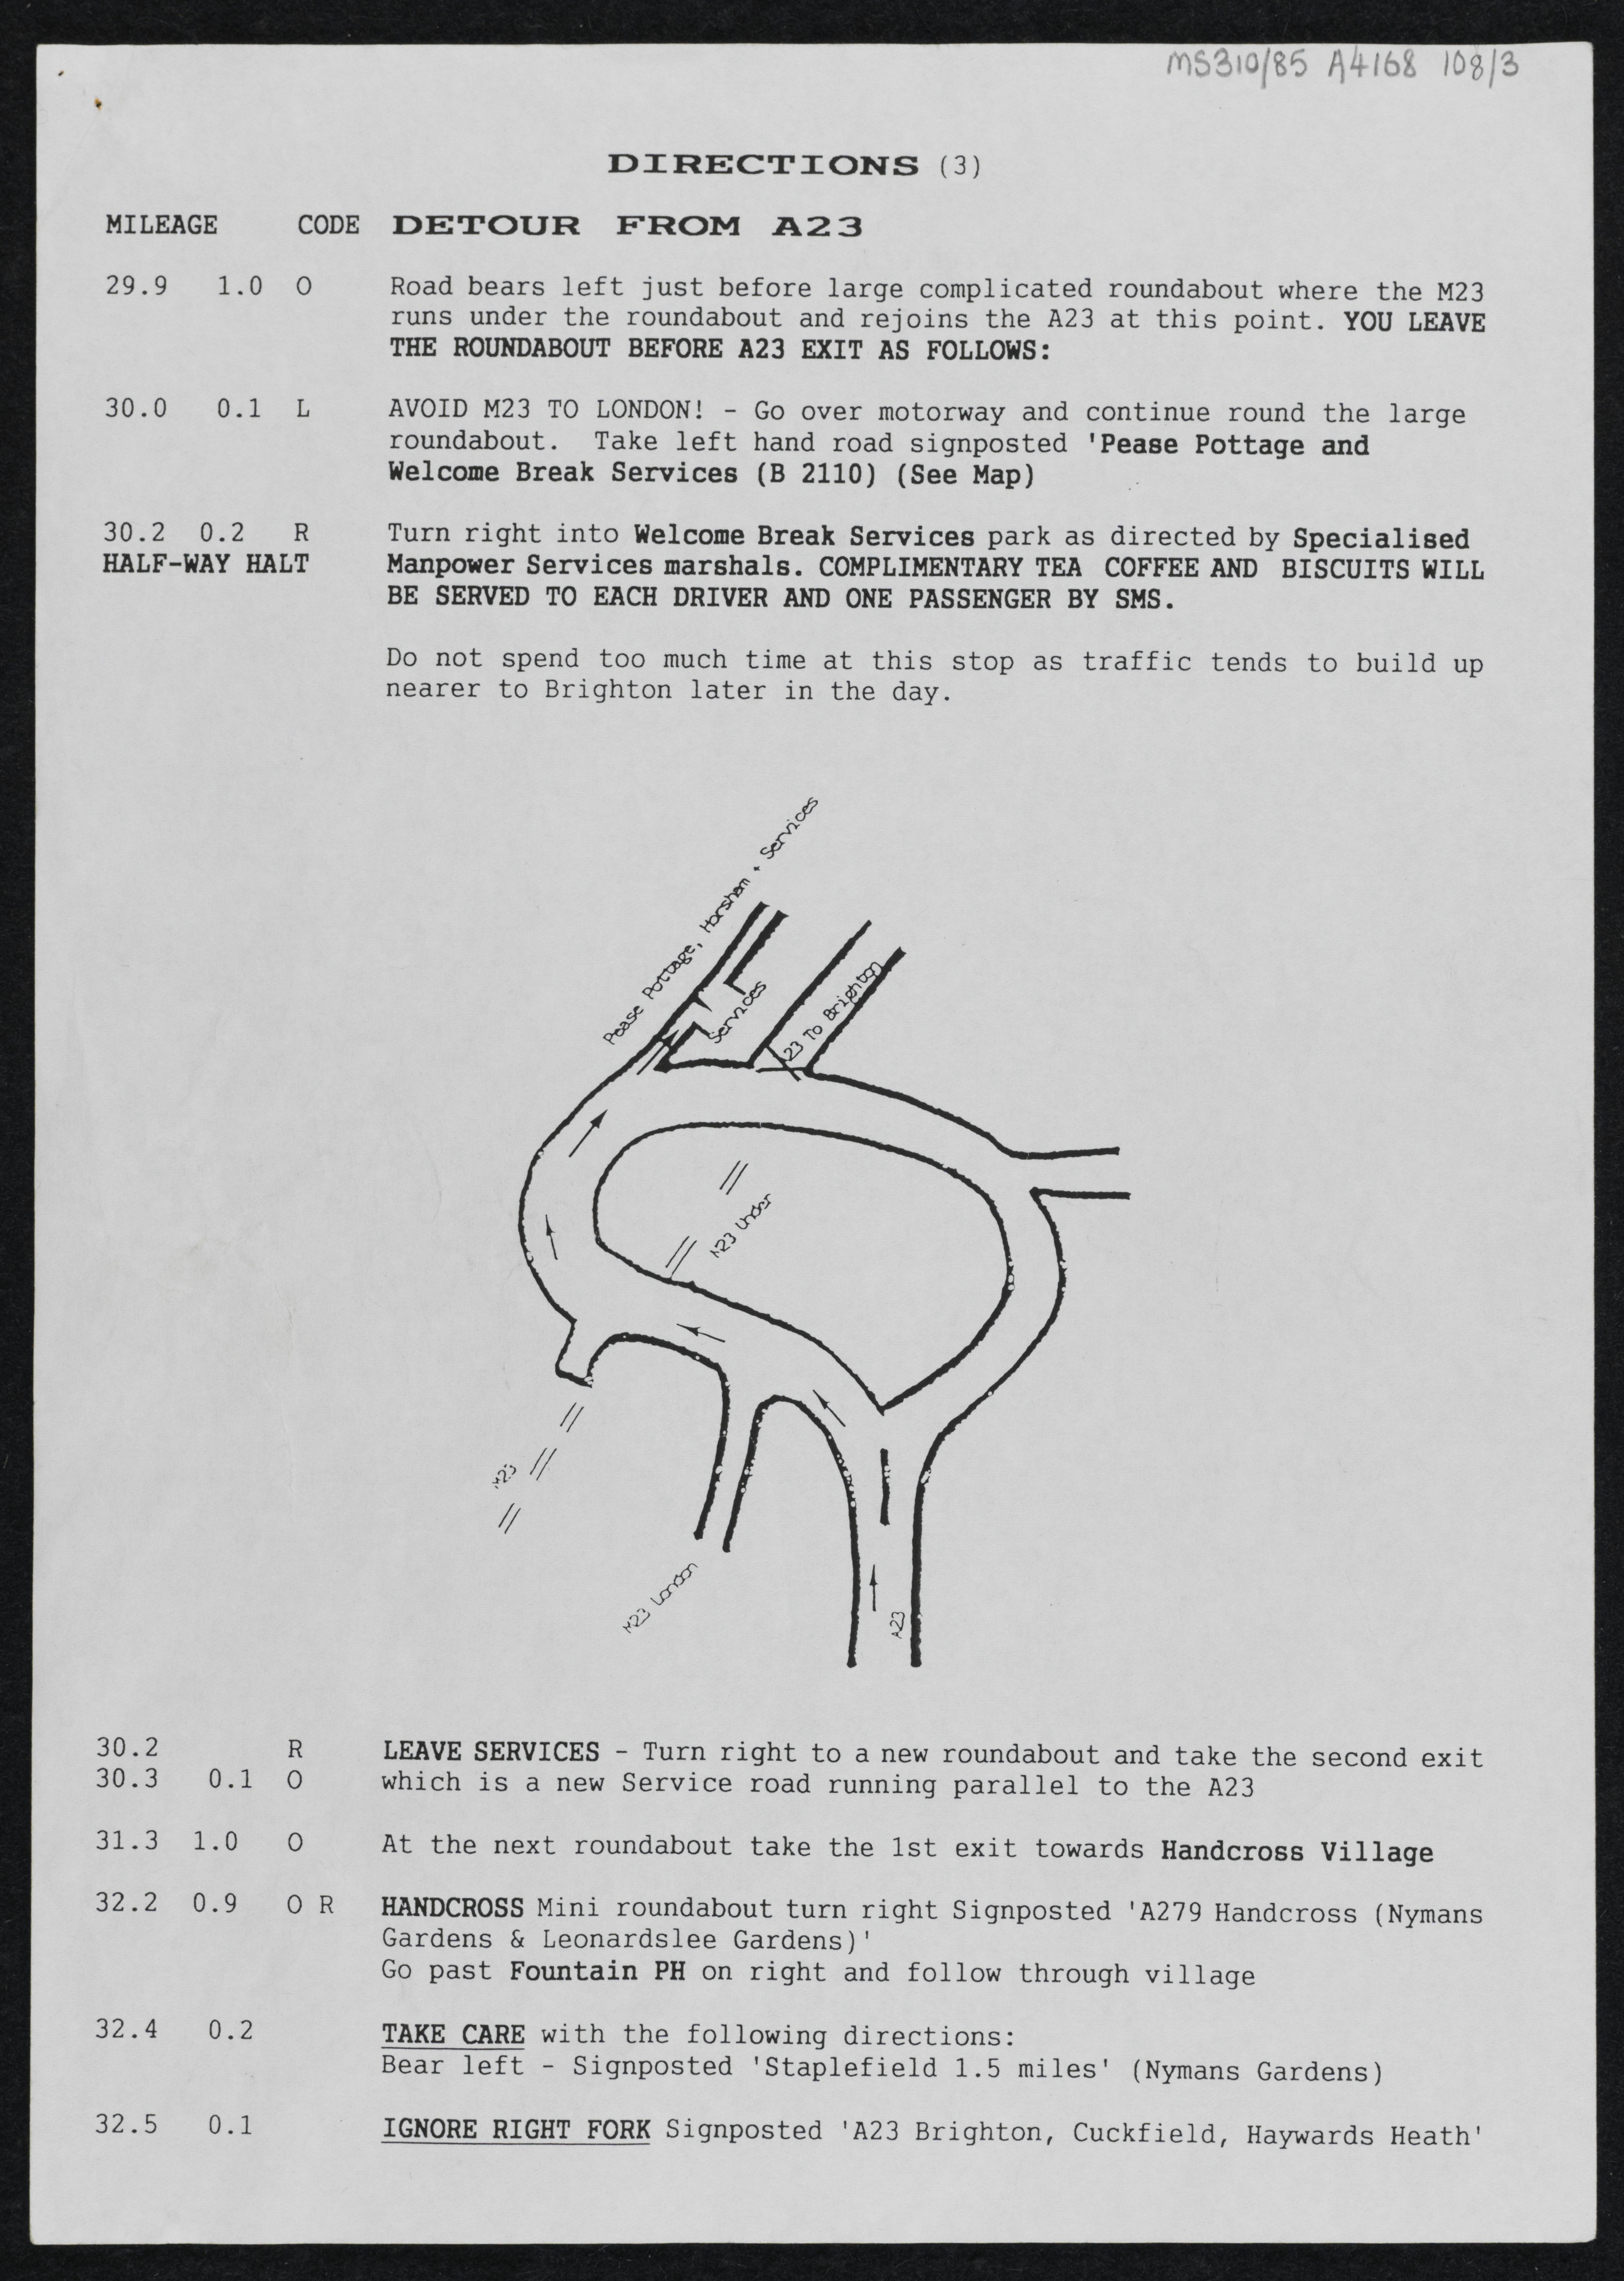 MS310/85 A4168 108/3
DIRECTIONS (3)
MILEAGE CODE DETOUR FROM A23
29.9 1.0 O Road bears left just before large complicated roundabout where the M23
runs under the roundabout and rejoins the A23 at this point. YOU LEAVE
THE ROUNDABOUT BEFORE A23 EXIT AS FOLLOWS:
30.0 0.1 L AVOID M23 TO LONDON! - Go over motorway and continue round the large
roundabout. Take left hand road signposted 'Pease Pottage and
Welcome Break Services (B 2110) (See Map)
30.2 0.2 R Turn right into Welcome Break Services park as directed by Specialised
HALF-WAY HALT Manpower Services marshals. COMPLIMENTARY TEA COFFEE AND BISCUITS WILL
BE SERVED TO EACH DRIVER AND ONE PASSENGER BY SMS.
Do not spend too much time at this stop as traffic tends to build up
nearer to Brighton later in the day.
Pease Pottage, Horsham + Services
Services
A23 To Brighton
M23 Under
M23
M23 London
A23
30.2 R LEAVE SERVICES - Turn right to a new roundabout and take the second exit
30.3 0.1 O which is a new Service road running parallel to the A23
31.3 1.0 O At the next roundabout take the 1st exit towards Handcross Village
32.2 0.9 O R HANDCROSS Mini roundabout turn right Signposted 'A279 Handcross (Nymans
Gardens & Leonardslee Gardens)'
Go past Fountain PH on right and follow through village
32.4 0.2 TAKE CARE with the following directions:
Bear left - Signposted 'Staplefield 1.5 miles' (Nymans Gardens)
32.5 0.1 IGNORE RIGHT FORK Signposted 'A23 Brighton, Cuckfield, Haywards Heath'